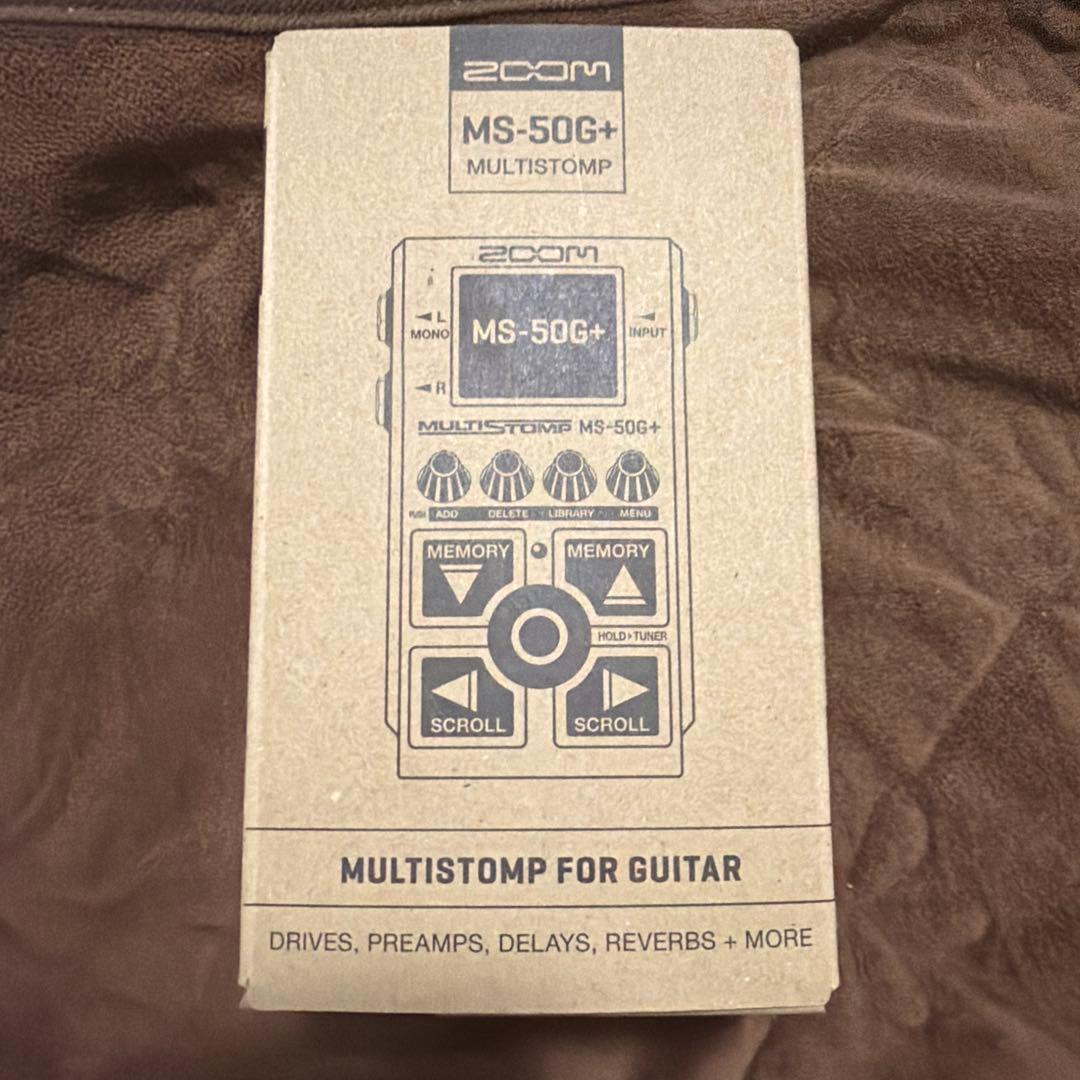 ZOOM
MS-50G+
MULTISTOMP
ZOOM
L
MONO
MS-50G+
INPUT
R
MULTISTOMP MS-50G+
PUSH ADD DELETE LIBRARY MENU
MEMORY MEMORY
HOLD TUNER
SCROLL SCROLL
MULTISTOMP FOR GUITAR
DRIVES, PREAMPS, DELAYS, REVERBS + MORE